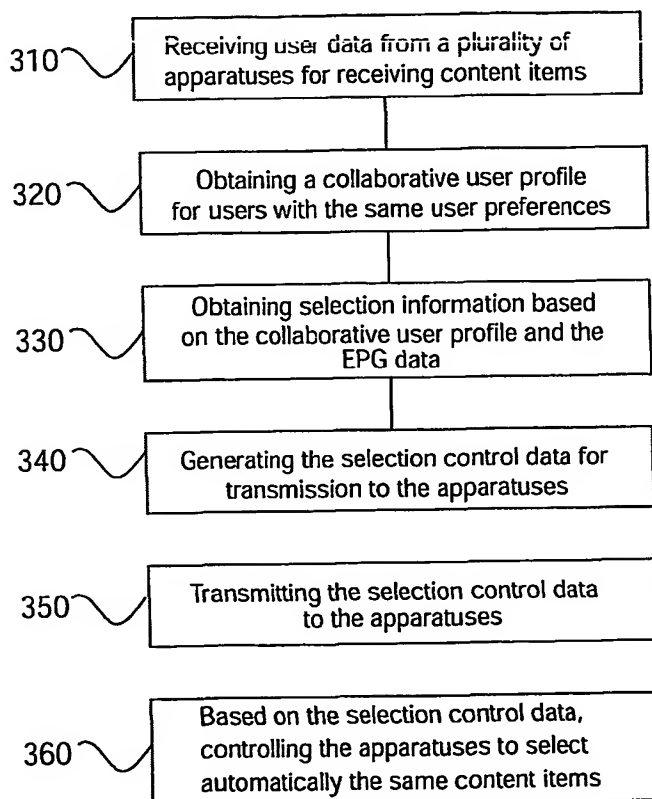 310
Receiving user data from a plurality of
apparatuses for receiving content items
320
Obtaining a collaborative user profile
for users with the same user preferences
330
Obtaining selection information based
on the collaborative user profile and the
EPG data
340
Generating the selection control data for
transmission to the apparatuses
350
Transmitting the selection control data
to the apparatuses
360
Based on the selection control data,
controlling the apparatuses to select
automatically the same content items